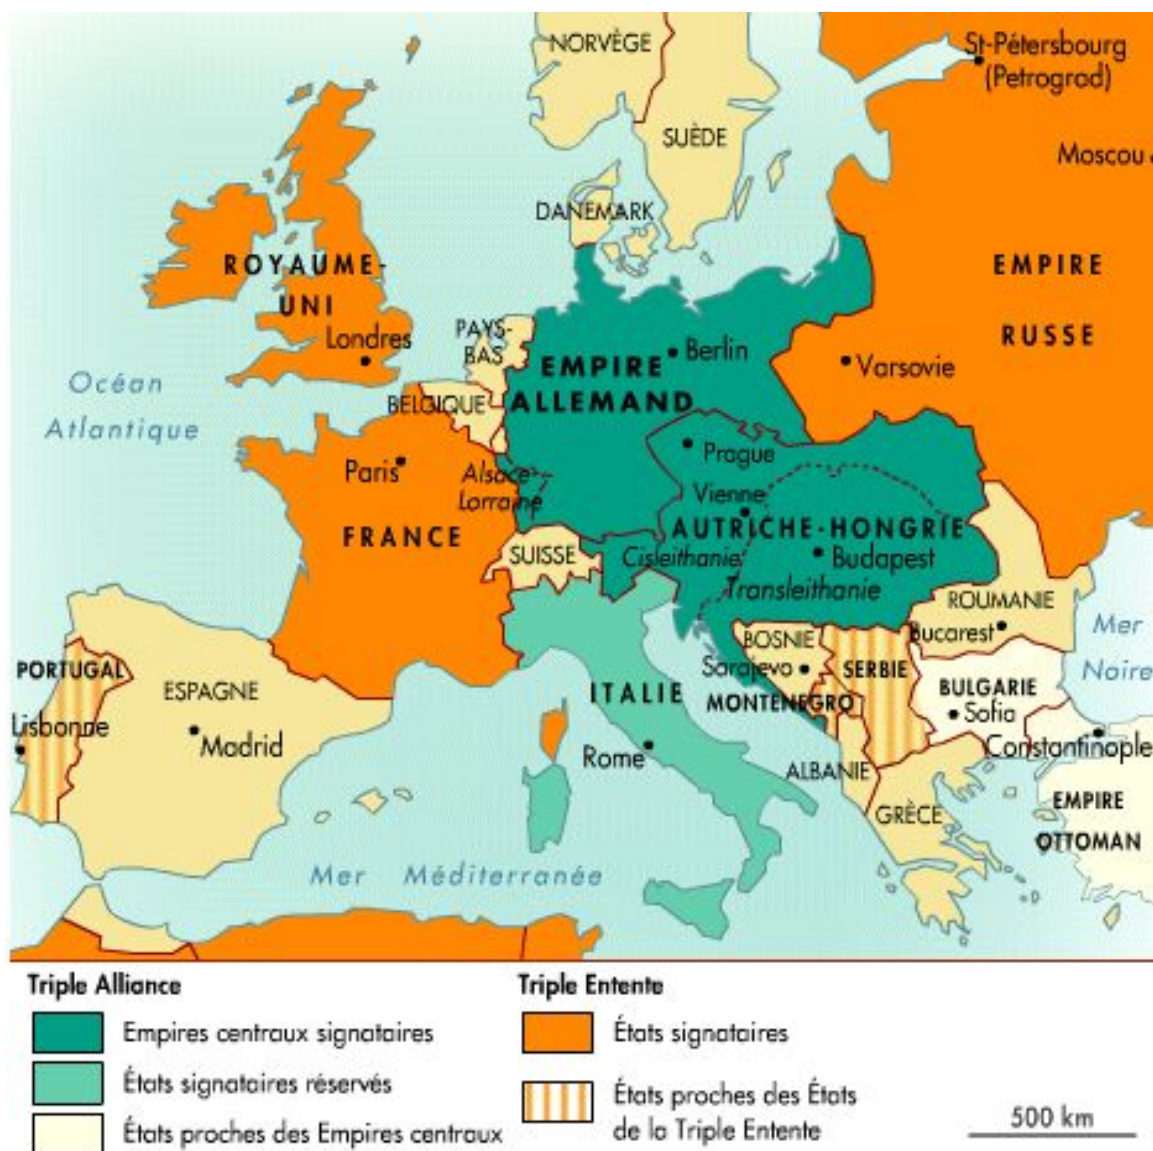 NORVÈGE
St-Pétersbourg
(Petrograd)
SUÈDE
Moscou
DANEMARK
ROYAUME-
UNI
Londres
EMPIRE
RUSSE
PAYS-
BAS
EMPIRE
ALLEMAND
Berlin
Varsovie
Océan
Atlantique
BELGIQUE
Paris
Alsace-
Lorraine
Prague
Vienne
FRANCE
AUTRICHE-HONGRIE
SUISSE
Cisleithanie
Budapest
Transleithanie
ROUMANIE
Bucarest
Mer
Noire
BOSNIE
Sarajevo
SERBIE
MONTENEGRO
PORTUGAL
Lisbonne
ESPAGNE
Madrid
ITALIE
Rome
BULGARIE
Sofia
Constantinople
ALBANIE
GRÈCE
EMPIRE
OTTOMAN
Mer Méditerranée
Triple Alliance
Empires centraux signataires
États signataires réservés
États proches des Empires centraux
Triple Entente
États signataires
États proches des États
de la Triple Entente
500 km